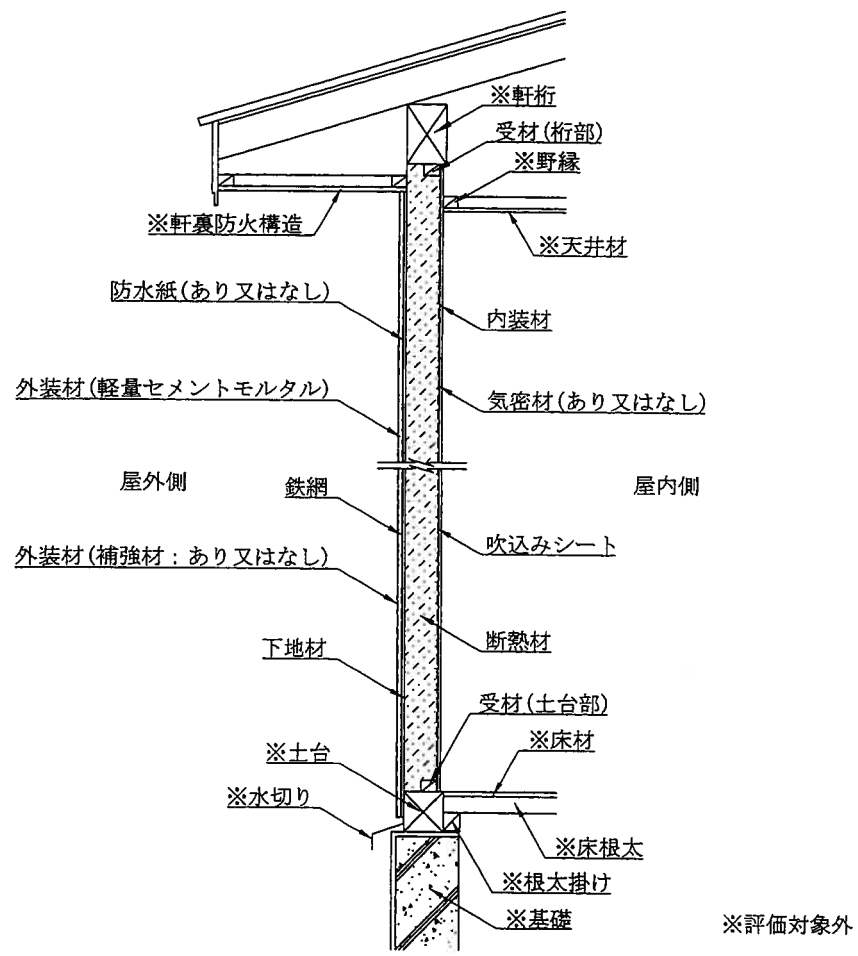 ※軒桁
受材(桁部)
※野縁
※軒裏防火構造
※天井材
防水紙(あり又はなし)
内装材
外装材(軽量セメントモルタル)
気密材(あり又はなし)
屋外側
鉄網
屋内側
外装材(補強材：あり又はなし)
吹込みシート
下地材
断熱材
受材(土台部)
※土台
※床材
※水切り
※床根太
※根太掛け
※基礎
※評価対象外